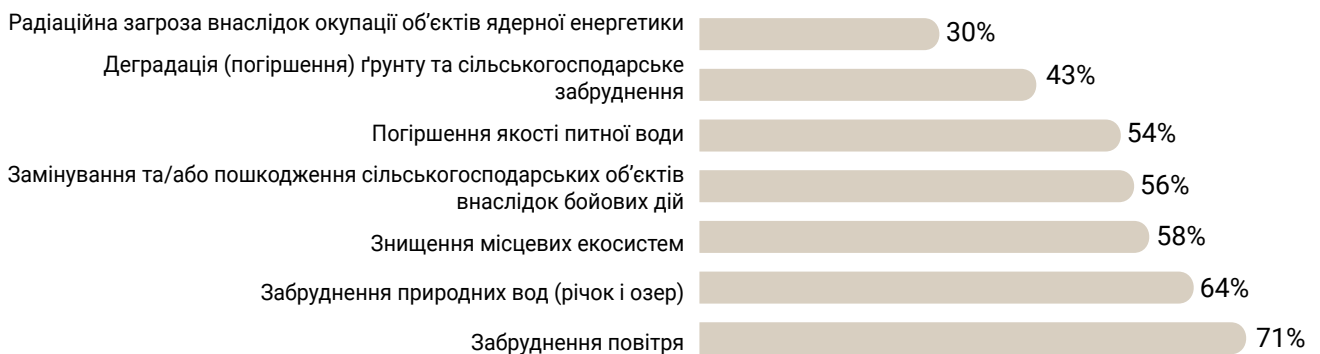 Радіаційна загроза внаслідок окупації об’єктів ядерної енергетики
30%
Деградація (погіршення) ґрунту та сільськогосподарське
забруднення
43%
Погіршення якості питної води
54%
Замінування та/або пошкодження сільськогосподарських об’єктів
внаслідок бойових дій
56%
Знищення місцевих екосистем
58%
Забруднення природних вод (річок і озер)
64%
Забруднення повітря
71%